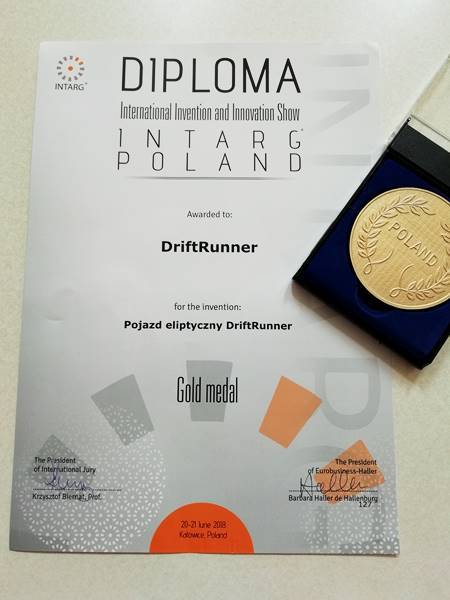 INTARG®
DIPLOMA
International Invention and Innovation Show
INTARG®
POLAND
Awarded to:
DriftRunner
for the invention:
Pojazd eliptyczny DriftRunner
Gold medal
The President
of International Jury
Krzysztof Biernat, Prof.
The President
of Eurobusiness-Haller
Barbara Haller de Hallenburg
127
20-21 June 2018
Katowice, Poland
POLAND